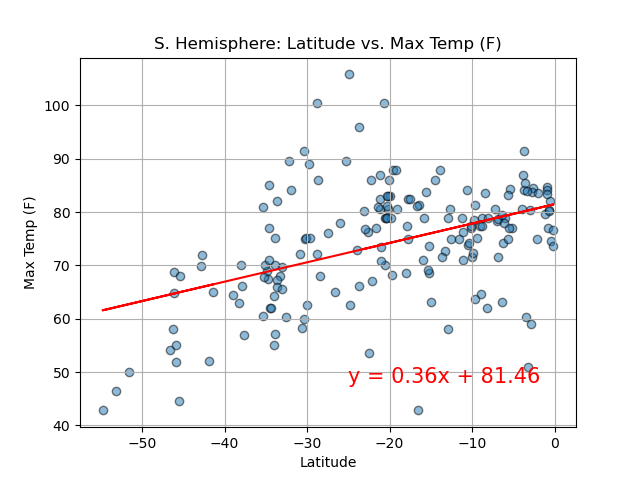 S. Hemisphere: Latitude vs. Max Temp (F)
Max Temp (F)
100
90
80
70
60
50
40
y = 0.36x + 81.46
−50 −40 −30 −20 −10 0
Latitude